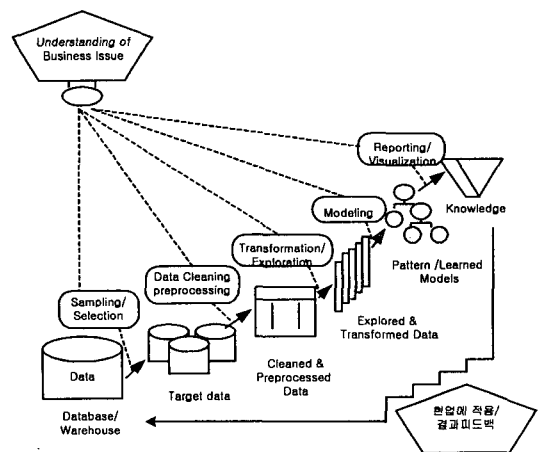 Understanding of
Business Issue
Reporting/
Visualization
Knowledge
Modeling
Pattern /Learned
Models
Transformation/
Exploration
Explored &
Transformed Data
Data Cleaning
preprocessing
Cleaned &
Preprocessed
Data
Sampling/
Selection
Target data
Data
Database/
Warehouse
현업에 적용/
결과피드백